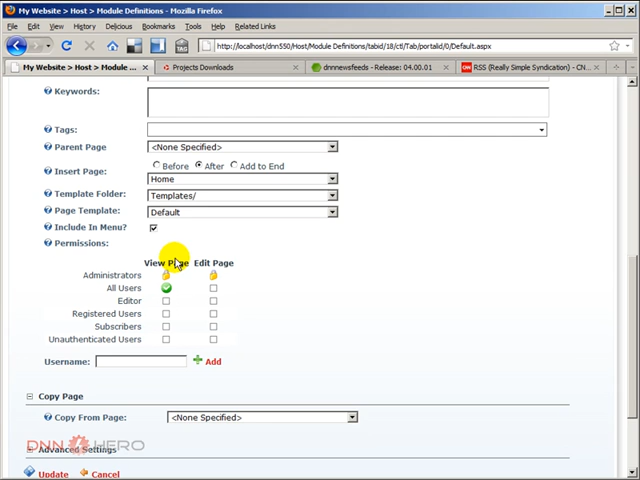 My Website > Host > Module Definitions - Mozilla Firefox
File Edit View History Delicious Bookmarks Tools Help Related Links
http://localhost/dnn550/Host/Module Definitions/tabid/18/ctl/Tab/portalid/0/Default.aspx
My Website > Host > Module ... Projects Downloads dnnnewsfeeds - Release: 04.00.01 RSS (Really Simple Syndication) - CN...
Keywords:
Tags:
Parent Page <None Specified>
Before After Add to End
Insert Page: Home
Template Folder: Templates/
Page Template: Default
Include In Menu?
Permissions:
View Page Edit Page
Administrators
All Users
Editor
Registered Users
Subscribers
Unauthenticated Users
Username: Add
Copy Page
Copy From Page: <None Specified>
DNN HERO
Advanced Settings
Update Cancel